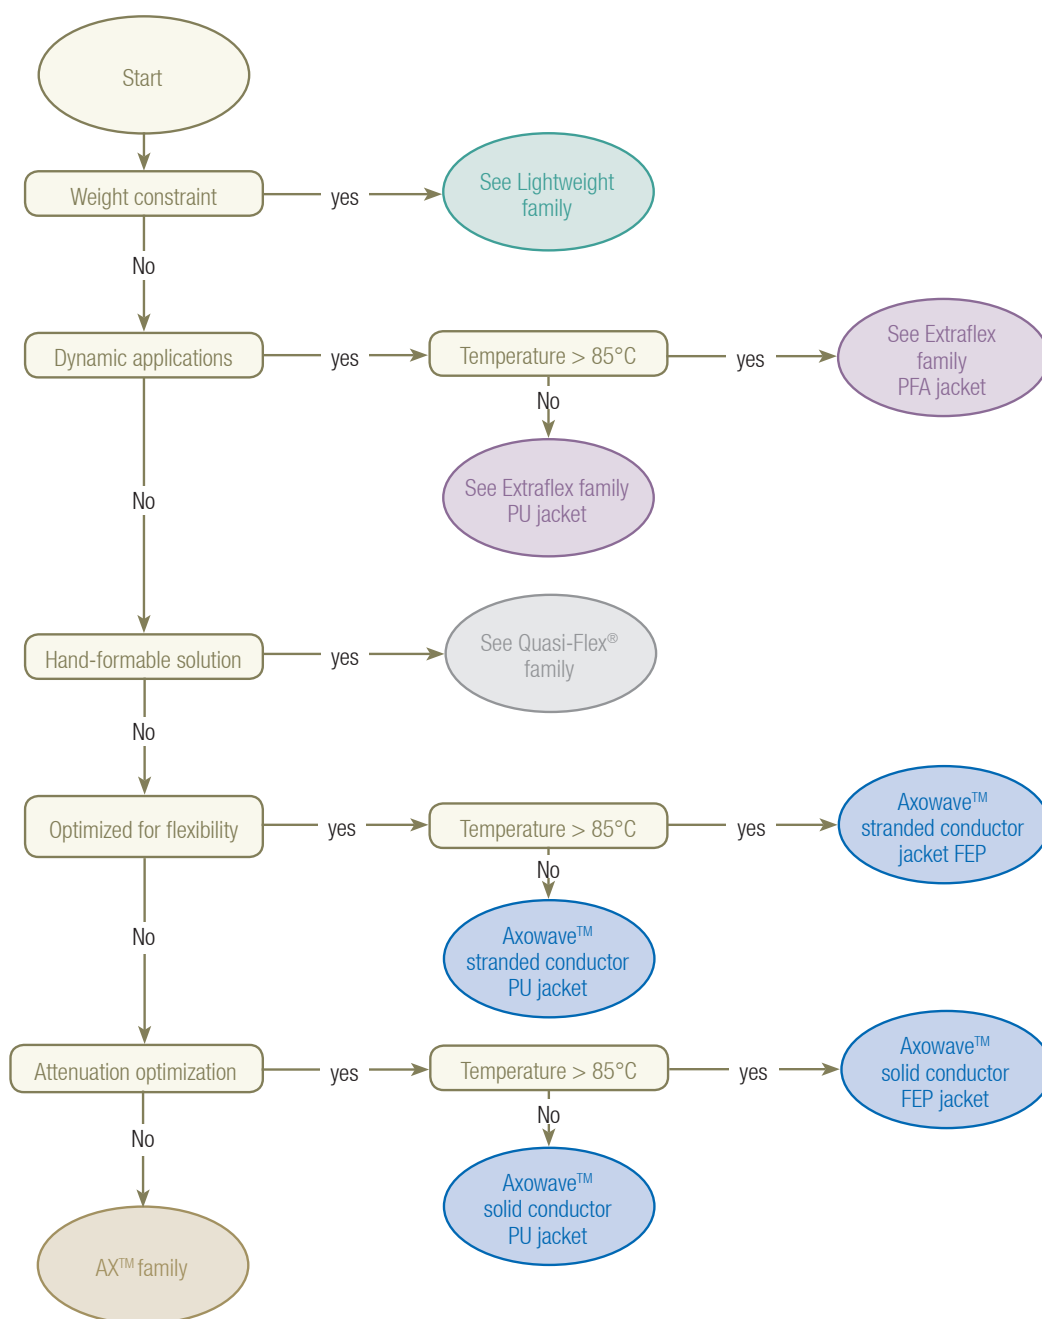 Start
Weight constraint
yes
See Lightweight
family
No
Dynamic applications
yes
Temperature > 85°C
yes
See Extraflex
family
PFA jacket
No
See Extraflex family
PU jacket
No
Hand-formable solution
yes
See Quasi-Flex®
family
No
Optimized for flexibility
yes
Temperature > 85°C
yes
Axowave™
stranded conductor
jacket FEP
No
Axowave™
stranded conductor
PU jacket
No
Attenuation optimization
yes
Temperature > 85°C
yes
Axowave™
solid conductor
FEP jacket
No
Axowave™
solid conductor
PU jacket
No
AX™ family